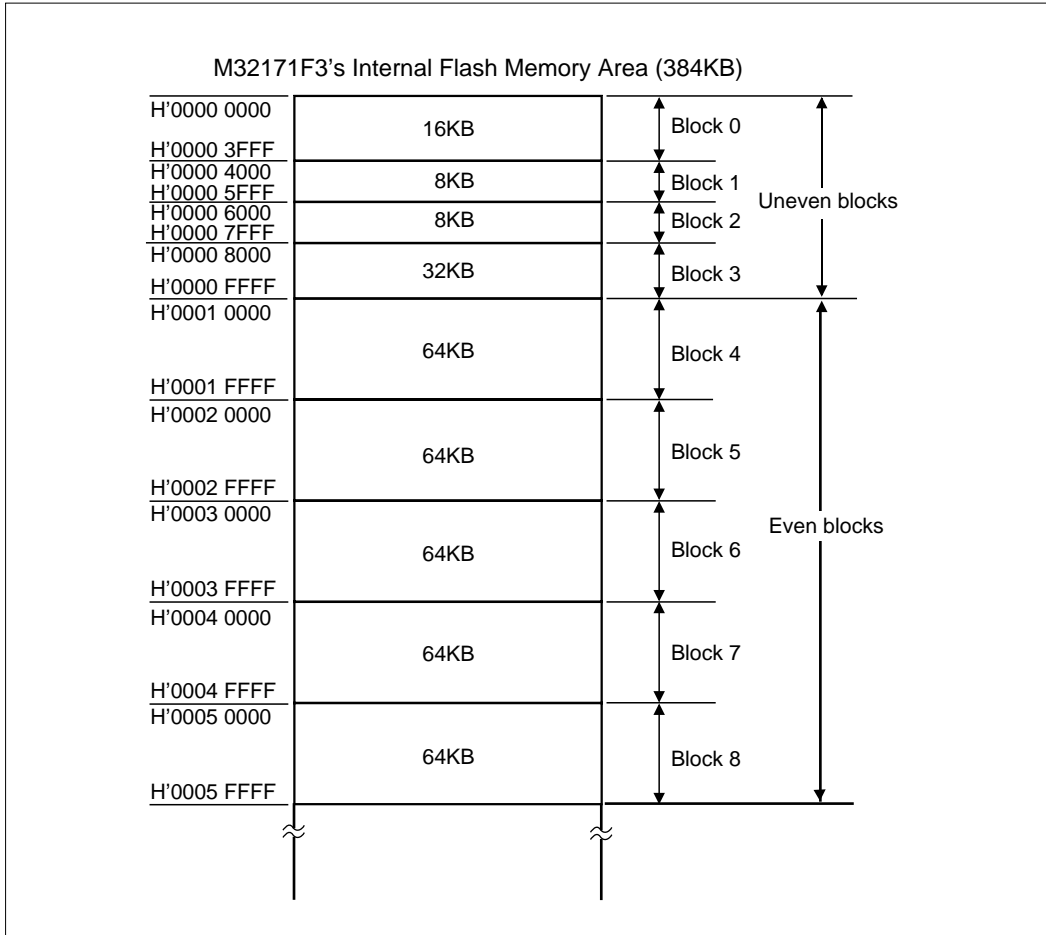 M32171F3's Internal Flash Memory Area (384KB)
H'0000 0000
16KB
Block 0
H'0000 3FFF
H'0000 4000
8KB
Block 1
H'0000 5FFF
Uneven blocks
H'0000 6000
8KB
Block 2
H'0000 7FFF
H'0000 8000
32KB
Block 3
H'0000 FFFF
H'0001 0000
64KB
Block 4
H'0001 FFFF
H'0002 0000
64KB
Block 5
H'0002 FFFF
H'0003 0000
Even blocks
64KB
Block 6
H'0003 FFFF
H'0004 0000
64KB
Block 7
H'0004 FFFF
H'0005 0000
64KB
Block 8
H'0005 FFFF